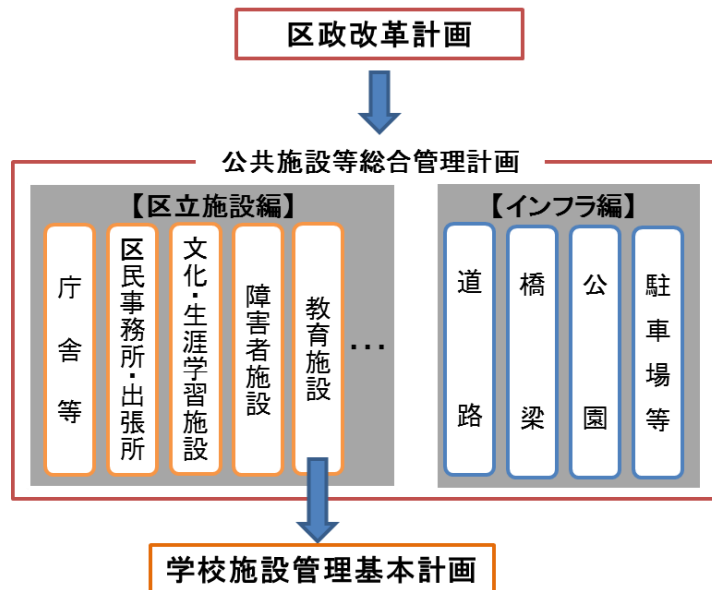 区政改革計画
公共施設等総合管理計画
【区立施設編】
庁舎等
区民事務所・出張所
文化・生涯学習施設
障害者施設
教育施設
…
【インフラ編】
道路
橋梁
公園
駐車場等
学校施設管理基本計画